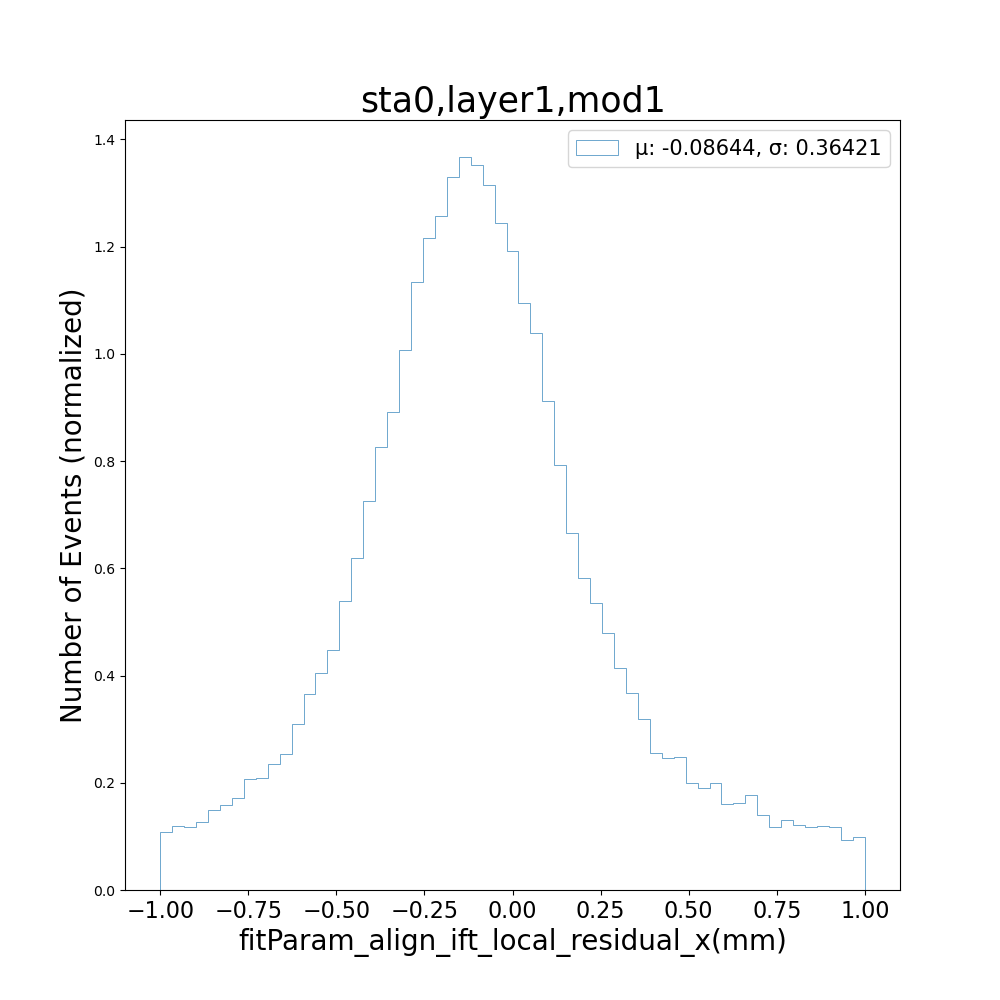 sta0,layer1,mod1
μ: -0.08644, σ: 0.36421
Number of Events (normalized)
1.4
1.2
1.0
0.8
0.6
0.4
0.2
0.0
−1.00 −0.75 −0.50 −0.25 0.00 0.25 0.50 0.75 1.00
fitParam_align_ift_local_residual_x(mm)